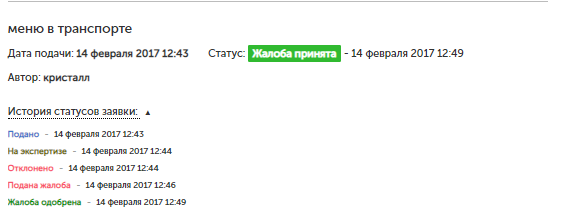 меню в транспорте
Дата подачи: 14 февраля 2017 12:43 Статус: Жалоба принята - 14 февраля 2017 12:49
Автор: кристалл
История статусов заявки: ▲
Подано - 14 февраля 2017 12:43
На экспертизе - 14 февраля 2017 12:44
Отклонено - 14 февраля 2017 12:44
Подана жалоба - 14 февраля 2017 12:46
Жалоба одобрена - 14 февраля 2017 12:49